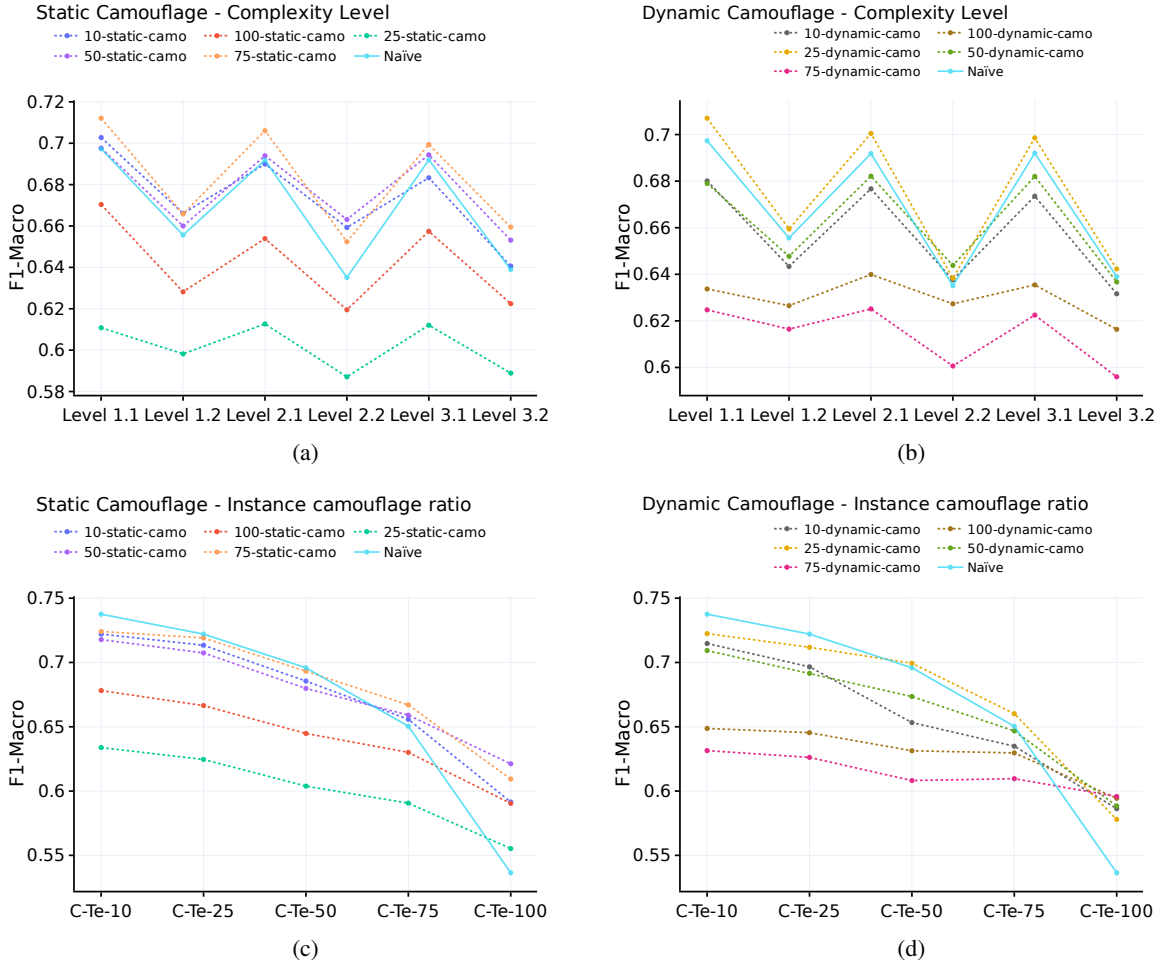 Static Camouflage - Complexity Level
10-static-camo 100-static-camo 25-static-camo
50-static-camo 75-static-camo Naïve
0.72
0.7
0.68
0.66
0.64
0.62
0.6
0.58
F1-Macro
Level 1.1 Level 1.2 Level 2.1 Level 2.2 Level 3.1 Level 3.2
(a)
Dynamic Camouflage - Complexity Level
10-dynamic-camo 100-dynamic-camo
25-dynamic-camo 50-dynamic-camo
75-dynamic-camo Naïve
0.7
0.68
0.66
0.64
0.62
0.6
F1-Macro
Level 1.1 Level 1.2 Level 2.1 Level 2.2 Level 3.1 Level 3.2
(b)
Static Camouflage - Instance camouflage ratio
10-static-camo 100-static-camo 25-static-camo
50-static-camo 75-static-camo Naïve
0.75
0.7
0.65
0.6
0.55
F1-Macro
C-Te-10 C-Te-25 C-Te-50 C-Te-75 C-Te-100
(c)
Dynamic Camouflage - Instance camouflage ratio
10-dynamic-camo 100-dynamic-camo
25-dynamic-camo 50-dynamic-camo
75-dynamic-camo Naïve
0.75
0.7
0.65
0.6
0.55
F1-Macro
C-Te-10 C-Te-25 C-Te-50 C-Te-75 C-Te-100
(d)